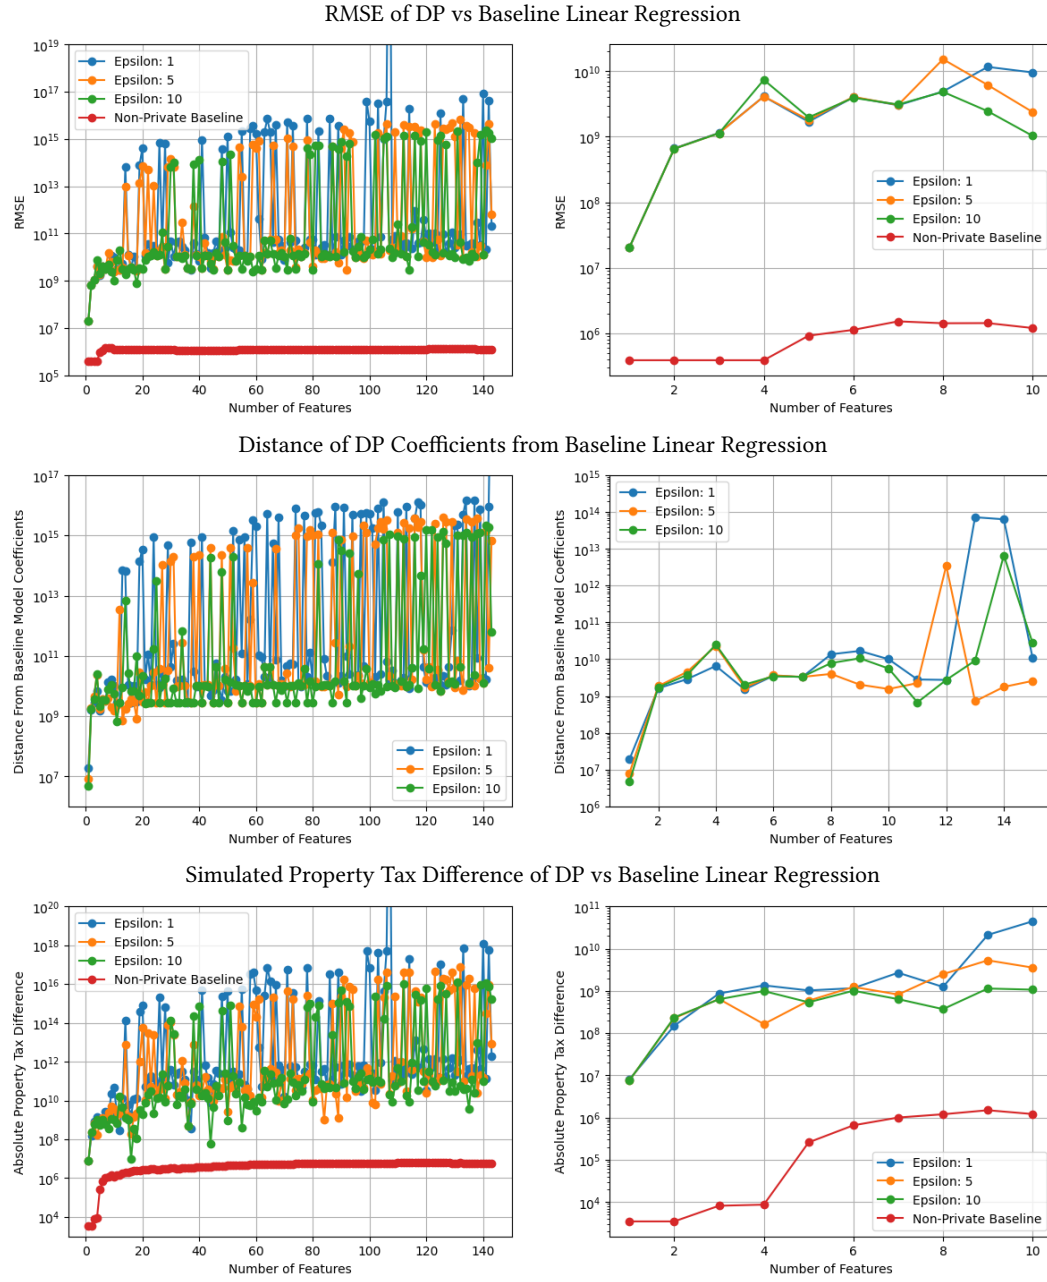 RMSE of DP vs Baseline Linear Regression
10^19
10^17
10^15
10^13
10^11
10^9
10^7
10^5
RMSE
Epsilon: 1
Epsilon: 5
Epsilon: 10
Non-Private Baseline
0 20 40 60 80 100 120 140
Number of Features
10^10
10^9
10^8
10^7
10^6
RMSE
Epsilon: 1
Epsilon: 5
Epsilon: 10
Non-Private Baseline
2 4 6 8 10
Number of Features
Distance of DP Coefficients from Baseline Linear Regression
10^17
10^15
10^13
10^11
10^9
10^7
Distance From Baseline Model Coefficients
Epsilon: 1
Epsilon: 5
Epsilon: 10
0 20 40 60 80 100 120 140
Number of Features
10^15
10^14
10^13
10^12
10^11
10^10
10^9
10^8
10^7
10^6
Distance From Baseline Model Coefficients
Epsilon: 1
Epsilon: 5
Epsilon: 10
2 4 6 8 10 12 14
Number of Features
Simulated Property Tax Difference of DP vs Baseline Linear Regression
10^20
10^18
10^16
10^14
10^12
10^10
10^8
10^6
10^4
Absolute Property Tax Difference
Epsilon: 1
Epsilon: 5
Epsilon: 10
Non-Private Baseline
0 20 40 60 80 100 120 140
Number of Features
10^11
10^10
10^9
10^8
10^7
10^6
10^5
10^4
Absolute Property Tax Difference
Epsilon: 1
Epsilon: 5
Epsilon: 10
Non-Private Baseline
2 4 6 8 10
Number of Features